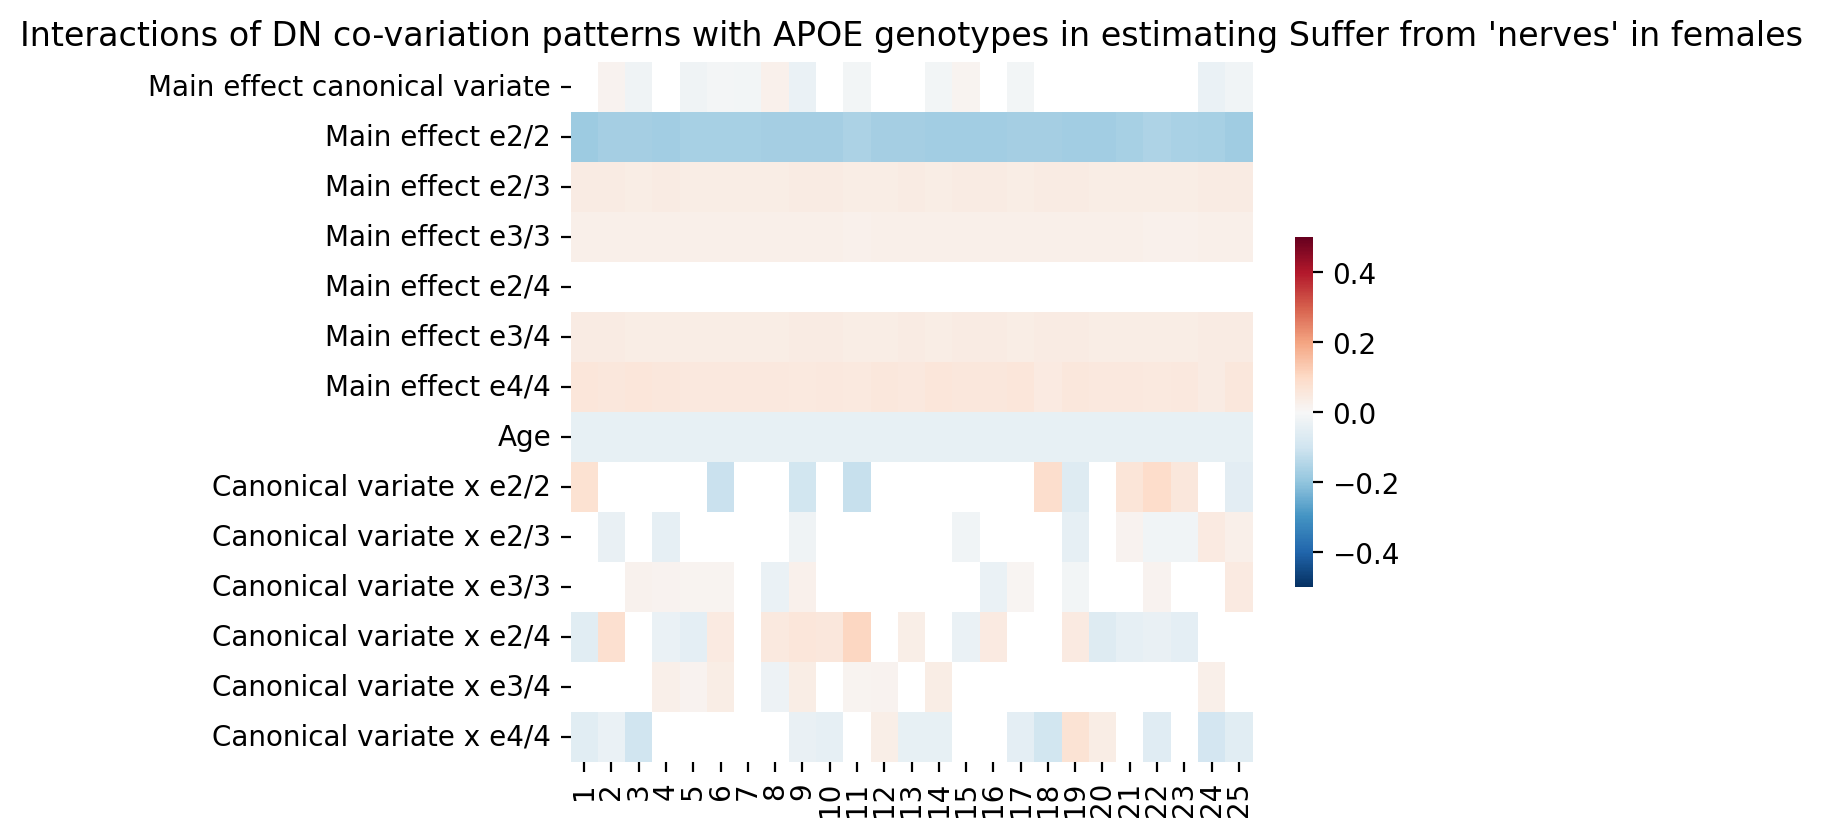 Interactions of DN co-variation patterns with APOE genotypes in estimating Suffer from 'nerves' in females
Main effect canonical variate
Main effect e2/2
Main effect e2/3
Main effect e3/3
Main effect e2/4
Main effect e3/4
Main effect e4/4
Age
Canonical variate x e2/2
Canonical variate x e2/3
Canonical variate x e3/3
Canonical variate x e2/4
Canonical variate x e3/4
Canonical variate x e4/4
1 2 3 4 5 6 7 8 9 10 11 12 13 14 15 16 17 18 19 20 21 22 23 24 25
0.4
0.2
0.0
−0.2
−0.4